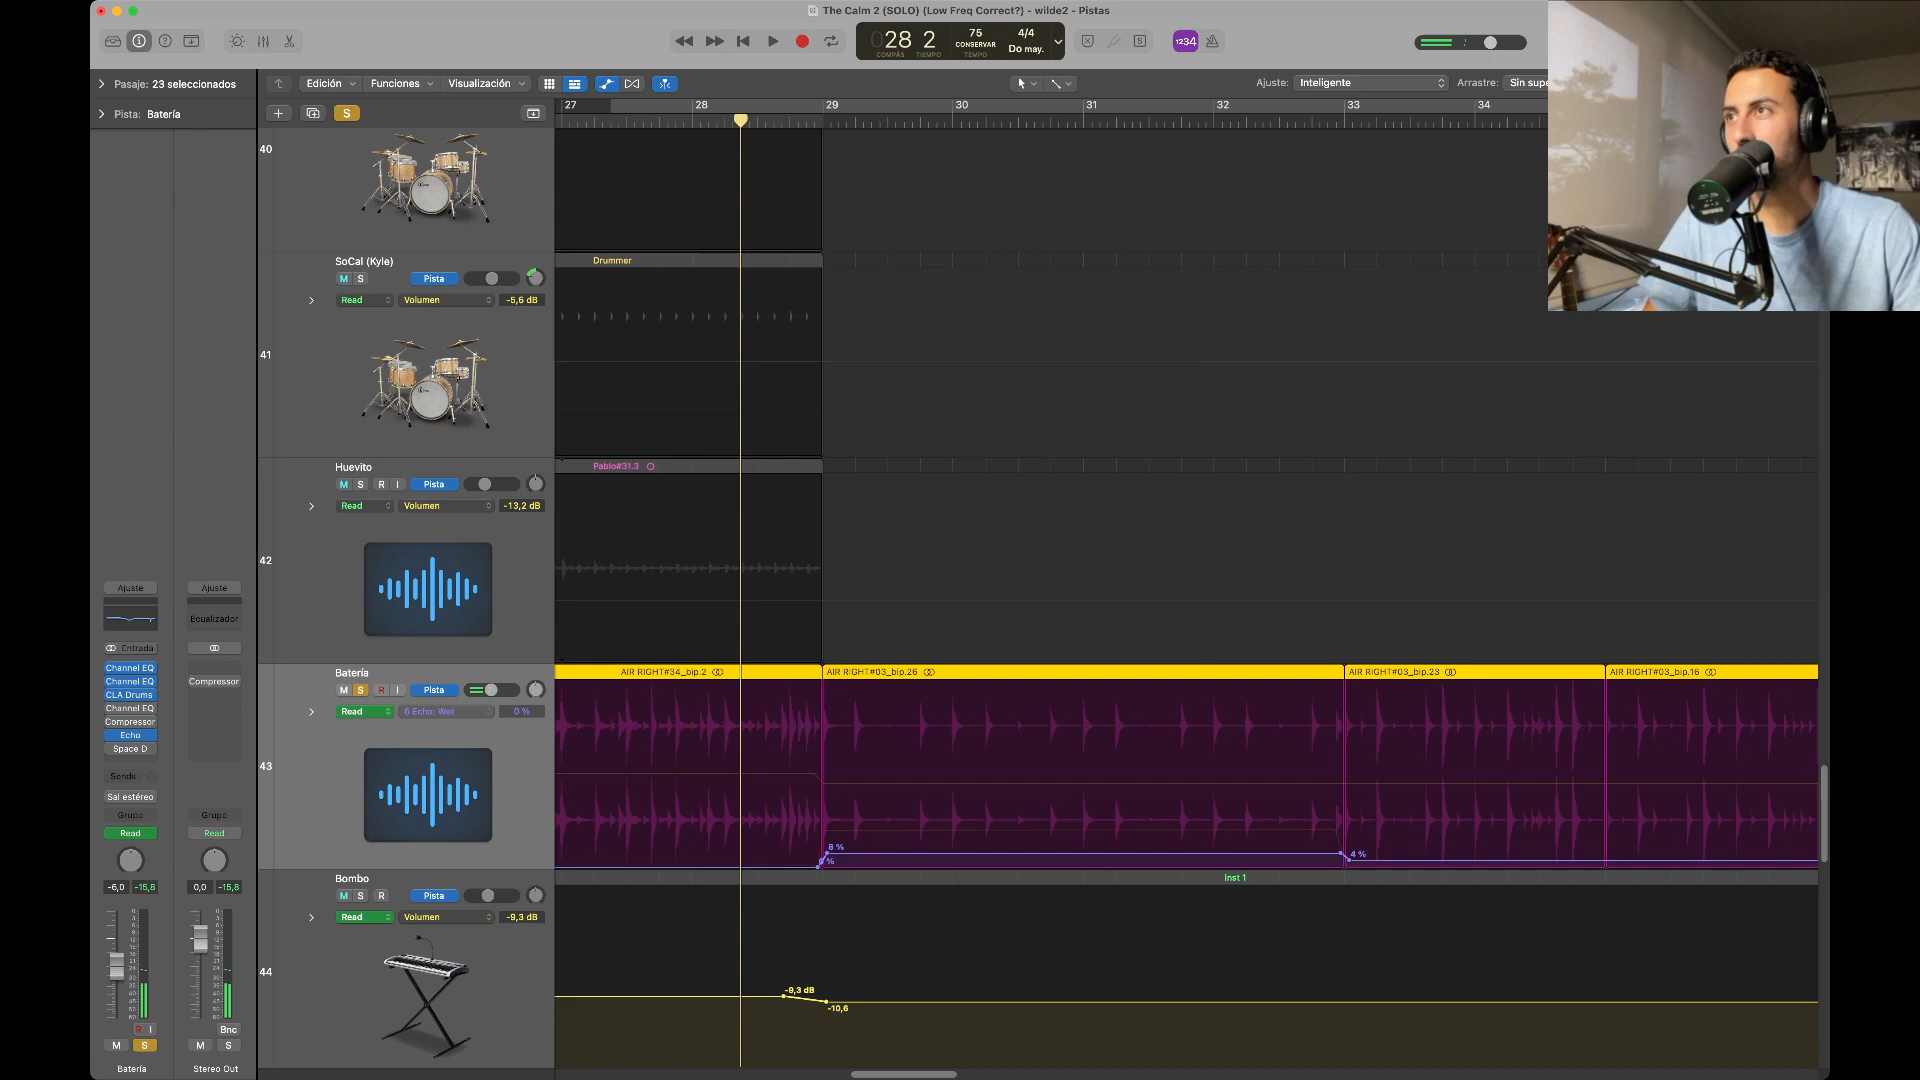 The Calm 2 (SOLO) (Low Freq Correct?) - wilde2 - Pistas
028 2
COMPÁS TIEMPO
75
CONSERVAR
TEMPO
4/4
Do may.
1234
Pasaje: 23 seleccionados
Edición
Funciones
Visualización
Ajuste: Inteligente
Arrastre: Sin supe
Pista: Batería
S
27 28 29 30 31 32 33 34
40
SoCal (Kyle)
M S Pista
Read Volumen -5,6 dB
41
Drummer
Huevito
M S R I Pista
Read Volumen -13,2 dB
42
Pablo#31.3
Batería
M S R I Pista
Read 6 Echo: Wet 0 %
43
AIR RIGHT#34_bip.2
AIR RIGHT#03_bip.26
AIR RIGHT#03_bip.23
AIR RIGHT#03_bip.16
8 %
4 %
Bombo
M S R Pista
Read Volumen -9,3 dB
44
Inst 1
-9,3 dB
-10,6
Ajuste Ajuste
Ecualizador
Entrada
Channel EQ
Channel EQ
Compressor
CLA Drums
Channel EQ
Compressor
Echo
Space D
Sends
Sal estéreo
Grupo Grupo
Read Read
-6,0 -15,8 0,0 -15,8
R I Bnc
M S M S
Batería Stereo Out